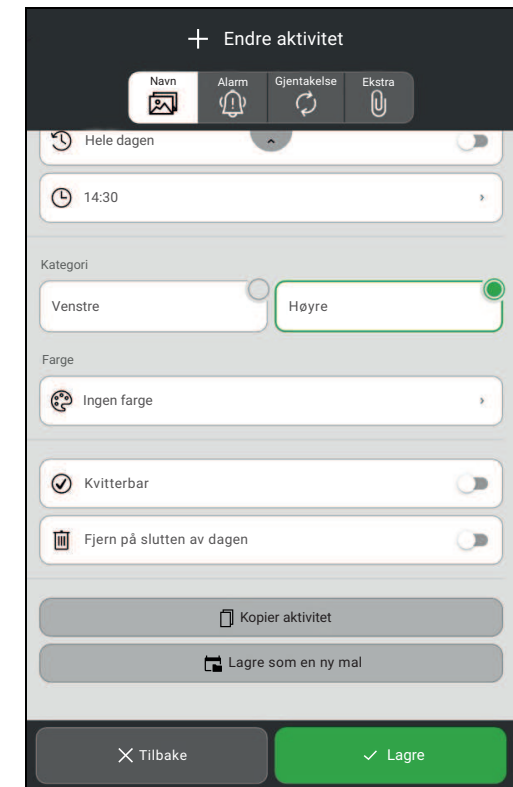 Endre aktivitet
Navn Alarm Gjentakelse Ekstra
Hele dagen
14:30
Kategori
Venstre Høyre
Farge
Ingen farge
Kvitterbar
Fjern på slutten av dagen
Kopier aktivitet
Lagre som en ny mal
Tilbake Lagre